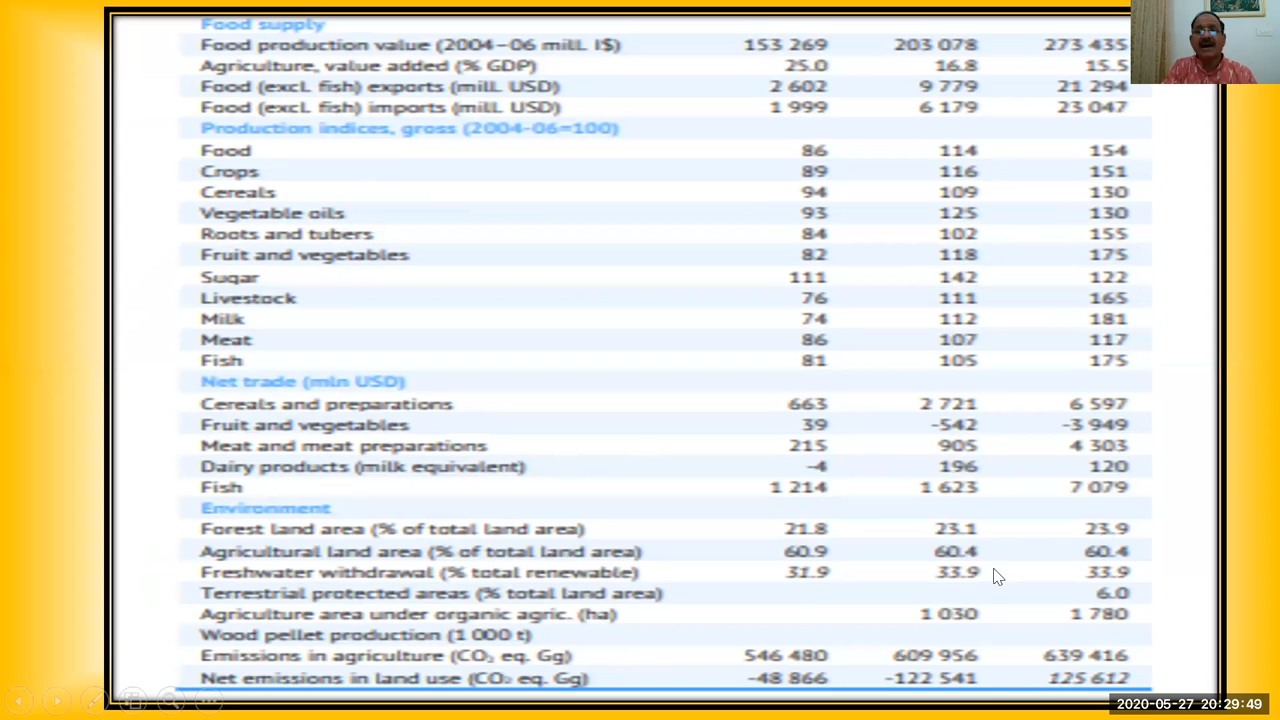 Food supply
Food production value (2004–06 mill. I$) 153 269 203 078 273 435
Agriculture, value added (% GDP) 25.0 16.8 15.5
Food (excl. fish) exports (mill. USD) 2 602 9 779 21 294
Food (excl. fish) imports (mill. USD) 1 999 6 179 23 047
Production indices, gross (2004-06=100)
Food 86 114 154
Crops 89 116 151
Cereals 94 109 130
Vegetable oils 93 125 130
Roots and tubers 84 102 155
Fruit and vegetables 82 118 175
Sugar 111 142 122
Livestock 76 111 165
Milk 74 112 181
Meat 86 107 117
Fish 81 105 175
Net trade (mln USD)
Cereals and preparations 663 2 721 6 597
Fruit and vegetables 39 -542 -3 949
Meat and meat preparations 215 905 4 303
Dairy products (milk equivalent) -4 196 120
Fish 1 214 1 623 7 079
Environment
Forest land area (% of total land area) 21.8 23.1 23.9
Agricultural land area (% of total land area) 60.9 60.4 60.4
Freshwater withdrawal (% total renewable) 31.9 33.9 33.9
Terrestrial protected areas (% total land area) 6.0
Agriculture area under organic agric. (ha) 1 030 1 780
Wood pellet production (1 000 t)
Emissions in agriculture (CO₂ eq. Gg) 546 480 609 956 639 416
Net emissions in land use (CO₂ eq. Gg) -48 866 -122 541 125 612
2020-05-27 20:29:49